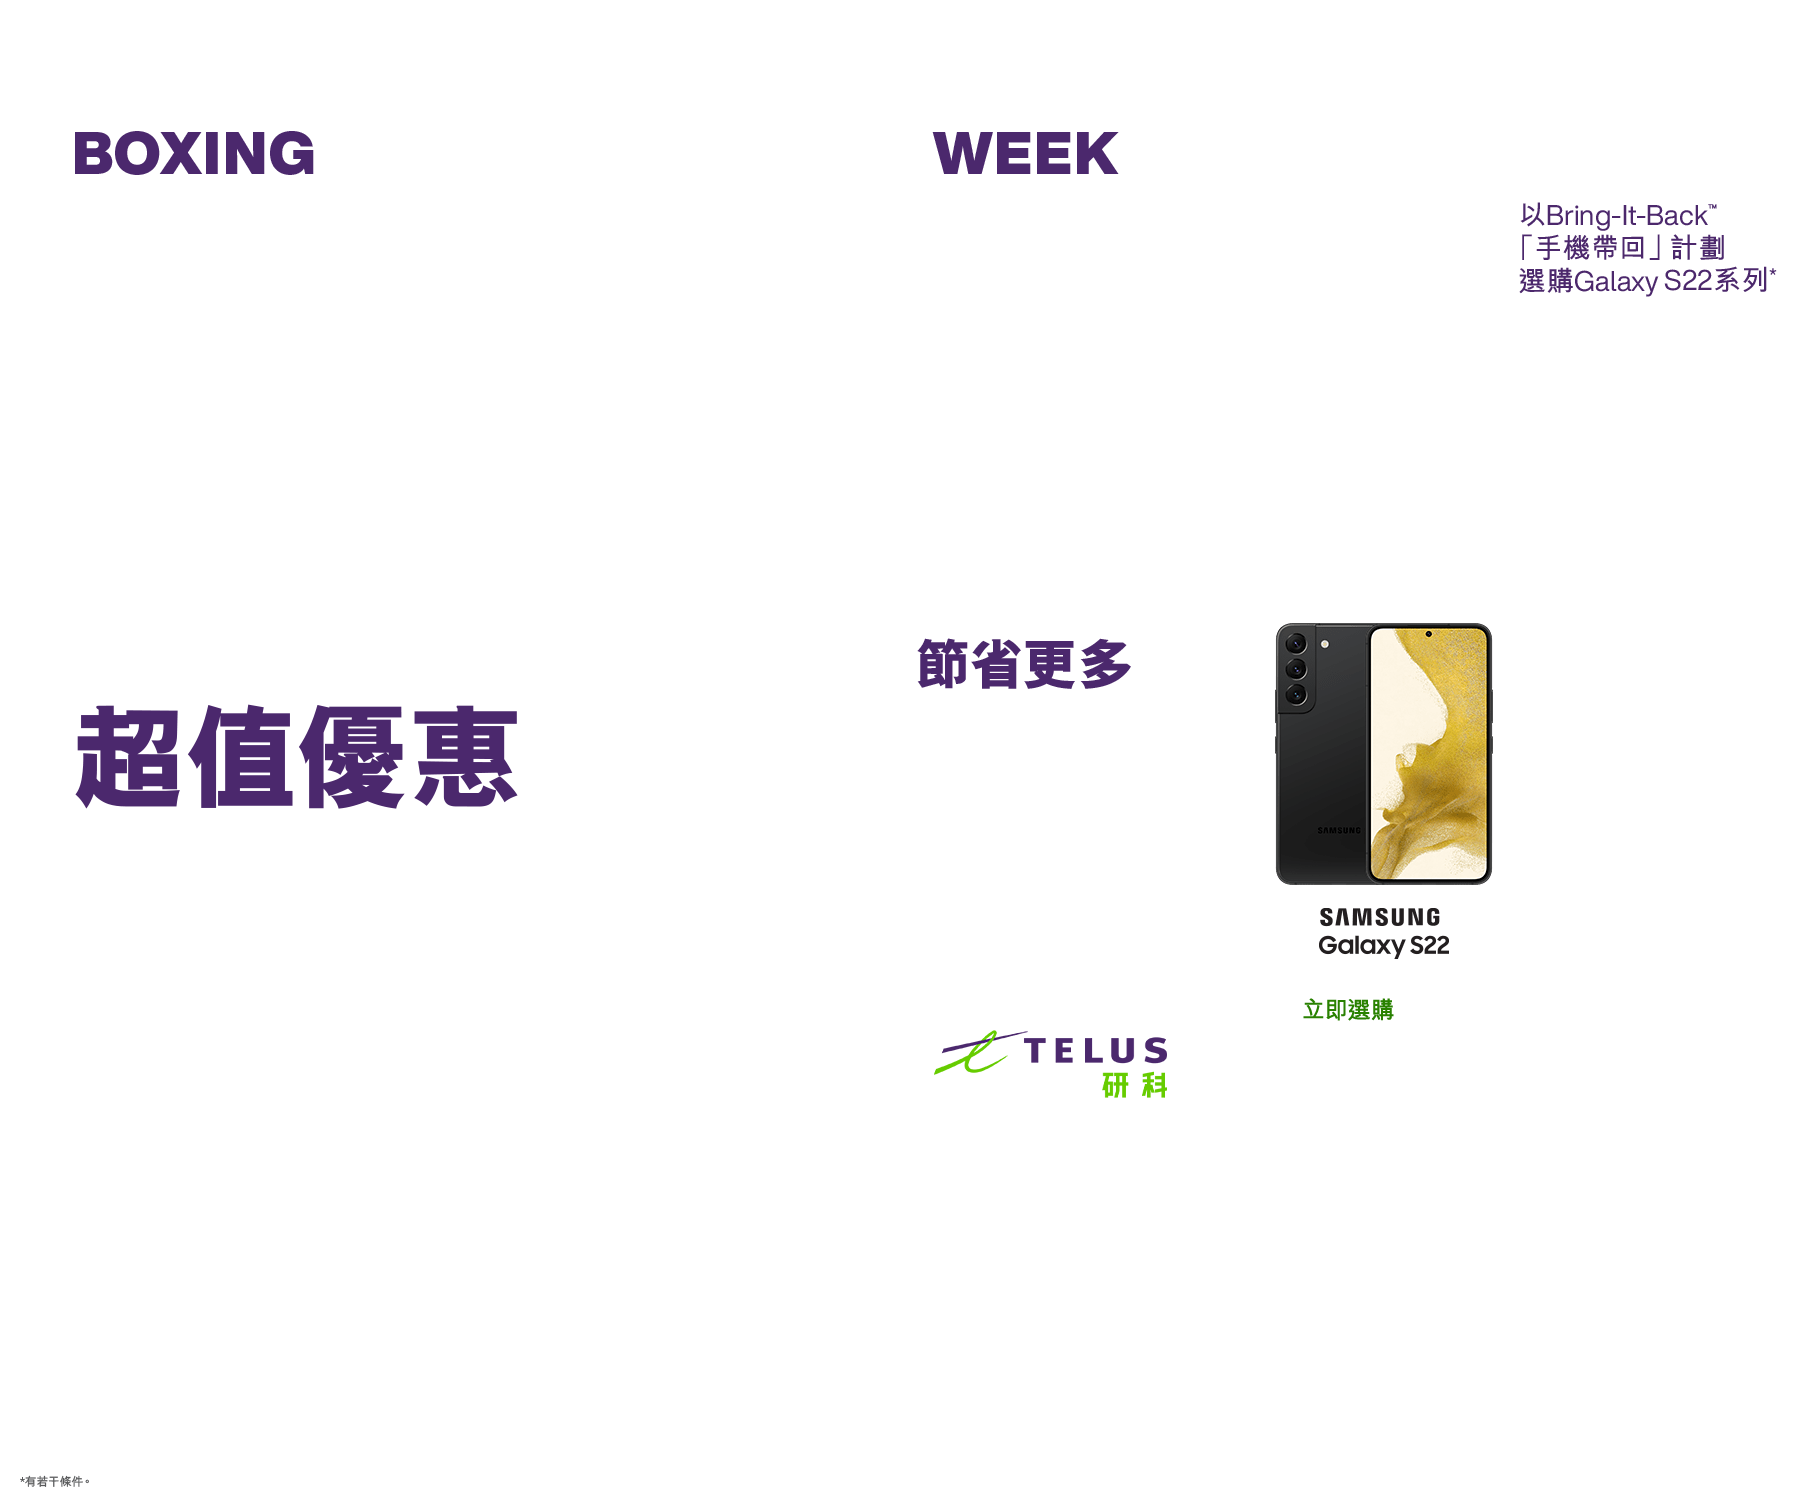 BOXING
WEEK
以Bring-It-Back™
「手機帶回」計劃
選購Galaxy S22系列*
節省更多
超值優惠
SAMSUNG
SAMSUNG
Galaxy S22
立即選購
TELUS
研科
*有若干條件。